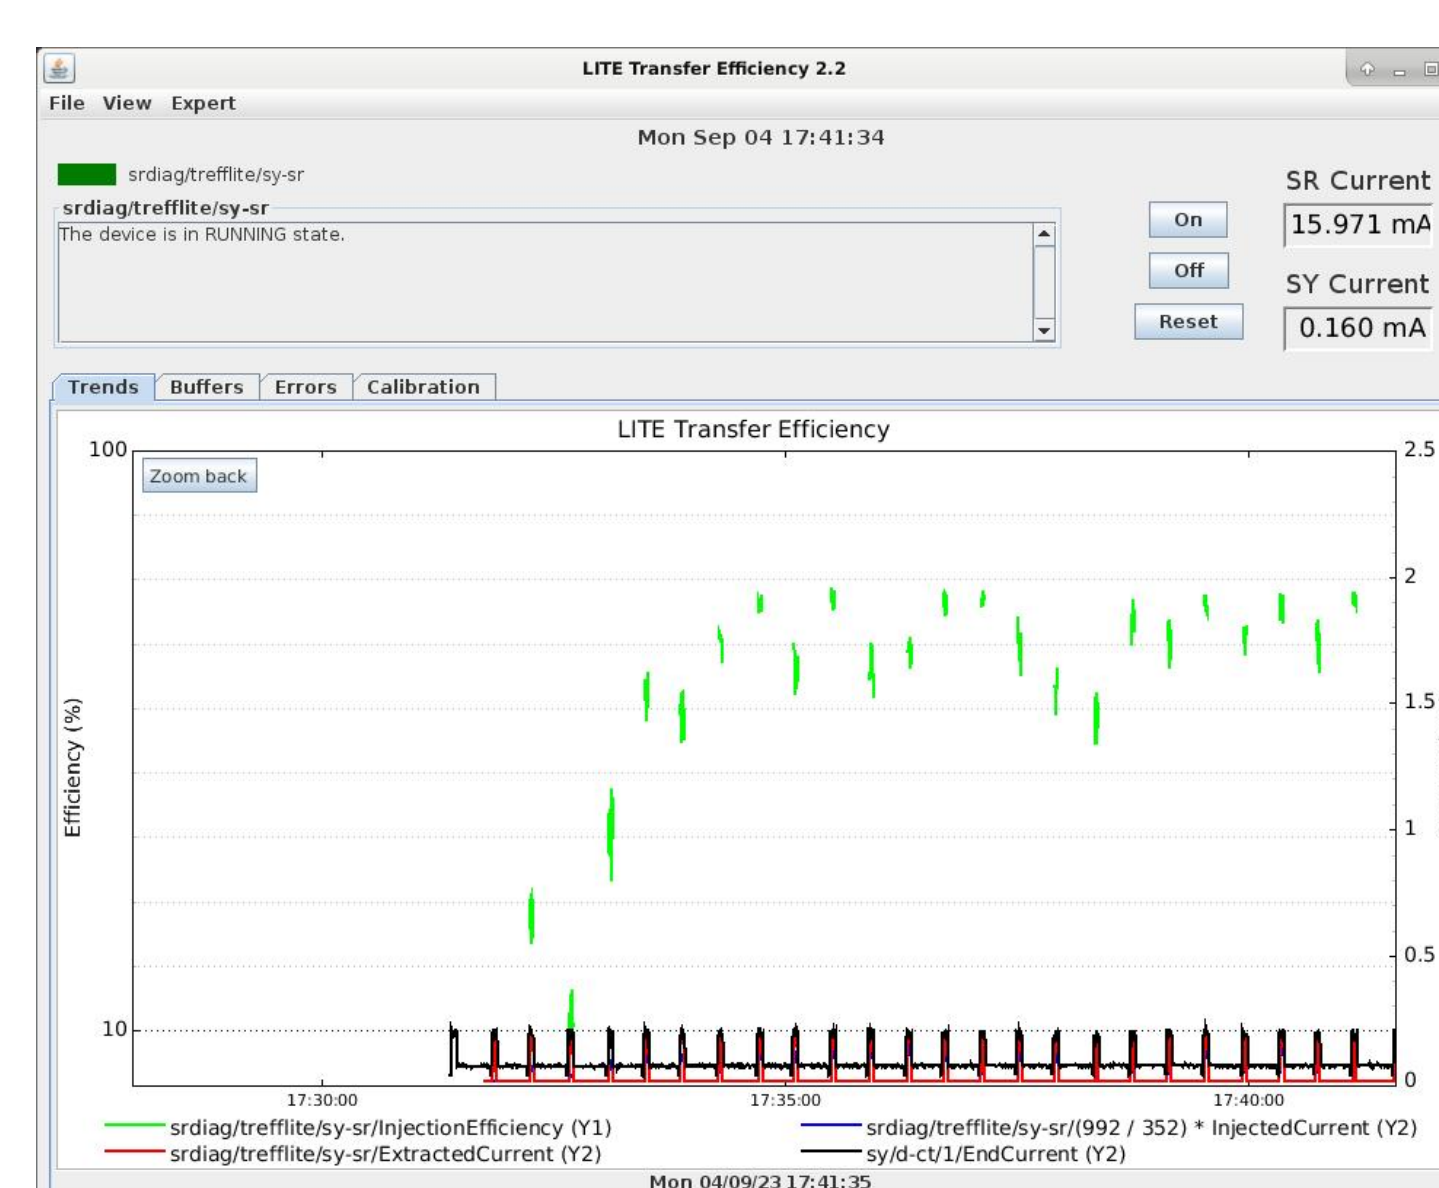 LITE Transfer Efficiency 2.2
File View Expert
Mon Sep 04 17:41:34
srdiag/trefflite/sy-sr
srdiag/trefflite/sy-sr
The device is in RUNNING state.
On
Off
Reset
SR Current
15.971 mA
SY Current
0.160 mA
Trends Buffers Errors Calibration
LITE Transfer Efficiency
Zoom back
100
10
Efficiency (%)
2.5
2
1.5
1
0.5
0
17:30:00 17:35:00 17:40:00
srdiag/trefflite/sy-sr/InjectionEfficiency (Y1)
srdiag/trefflite/sy-sr/(992 / 352) * InjectedCurrent (Y2)
srdiag/trefflite/sy-sr/ExtractedCurrent (Y2)
sy/d-ct/1/EndCurrent (Y2)
Mon 04/09/23 17:41:35